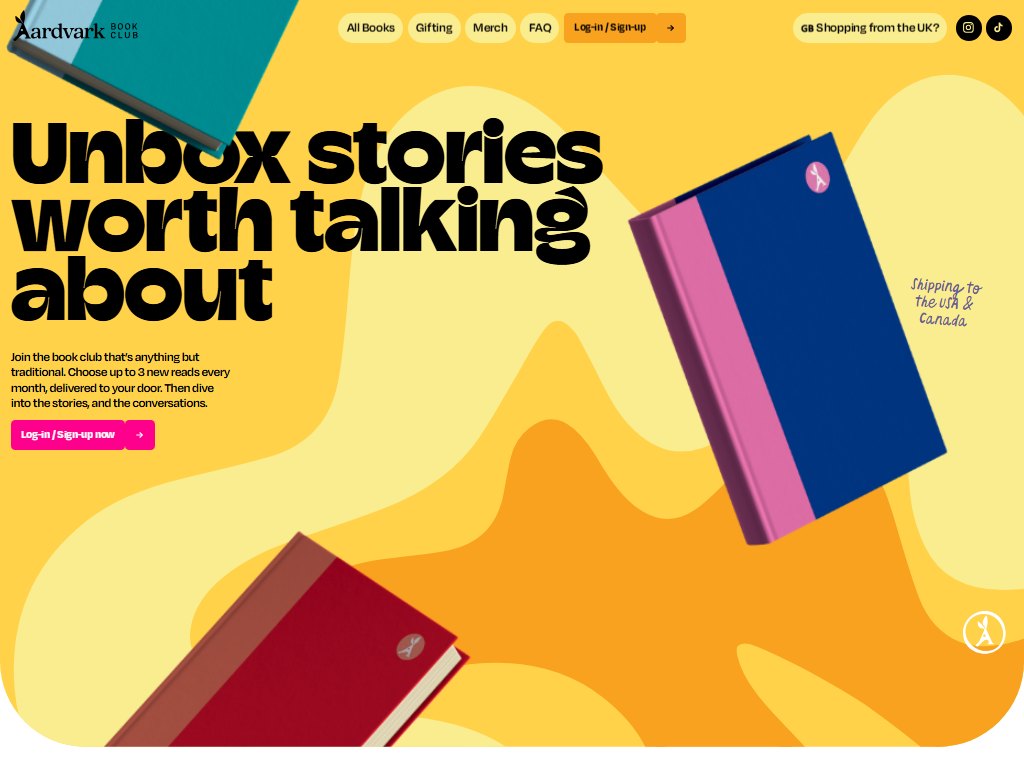 Aardvark BOOK CLUB
All Books
Gifting
Merch
FAQ
Log-in / Sign-up
GB Shopping from the UK?
Unbox stories
worth talking
about
Shipping to
the USA &
Canada
Join the book club that's anything but
traditional. Choose up to 3 new reads every
month, delivered to your door. Then dive
into the stories, and the conversations.
Log-in / Sign-up now